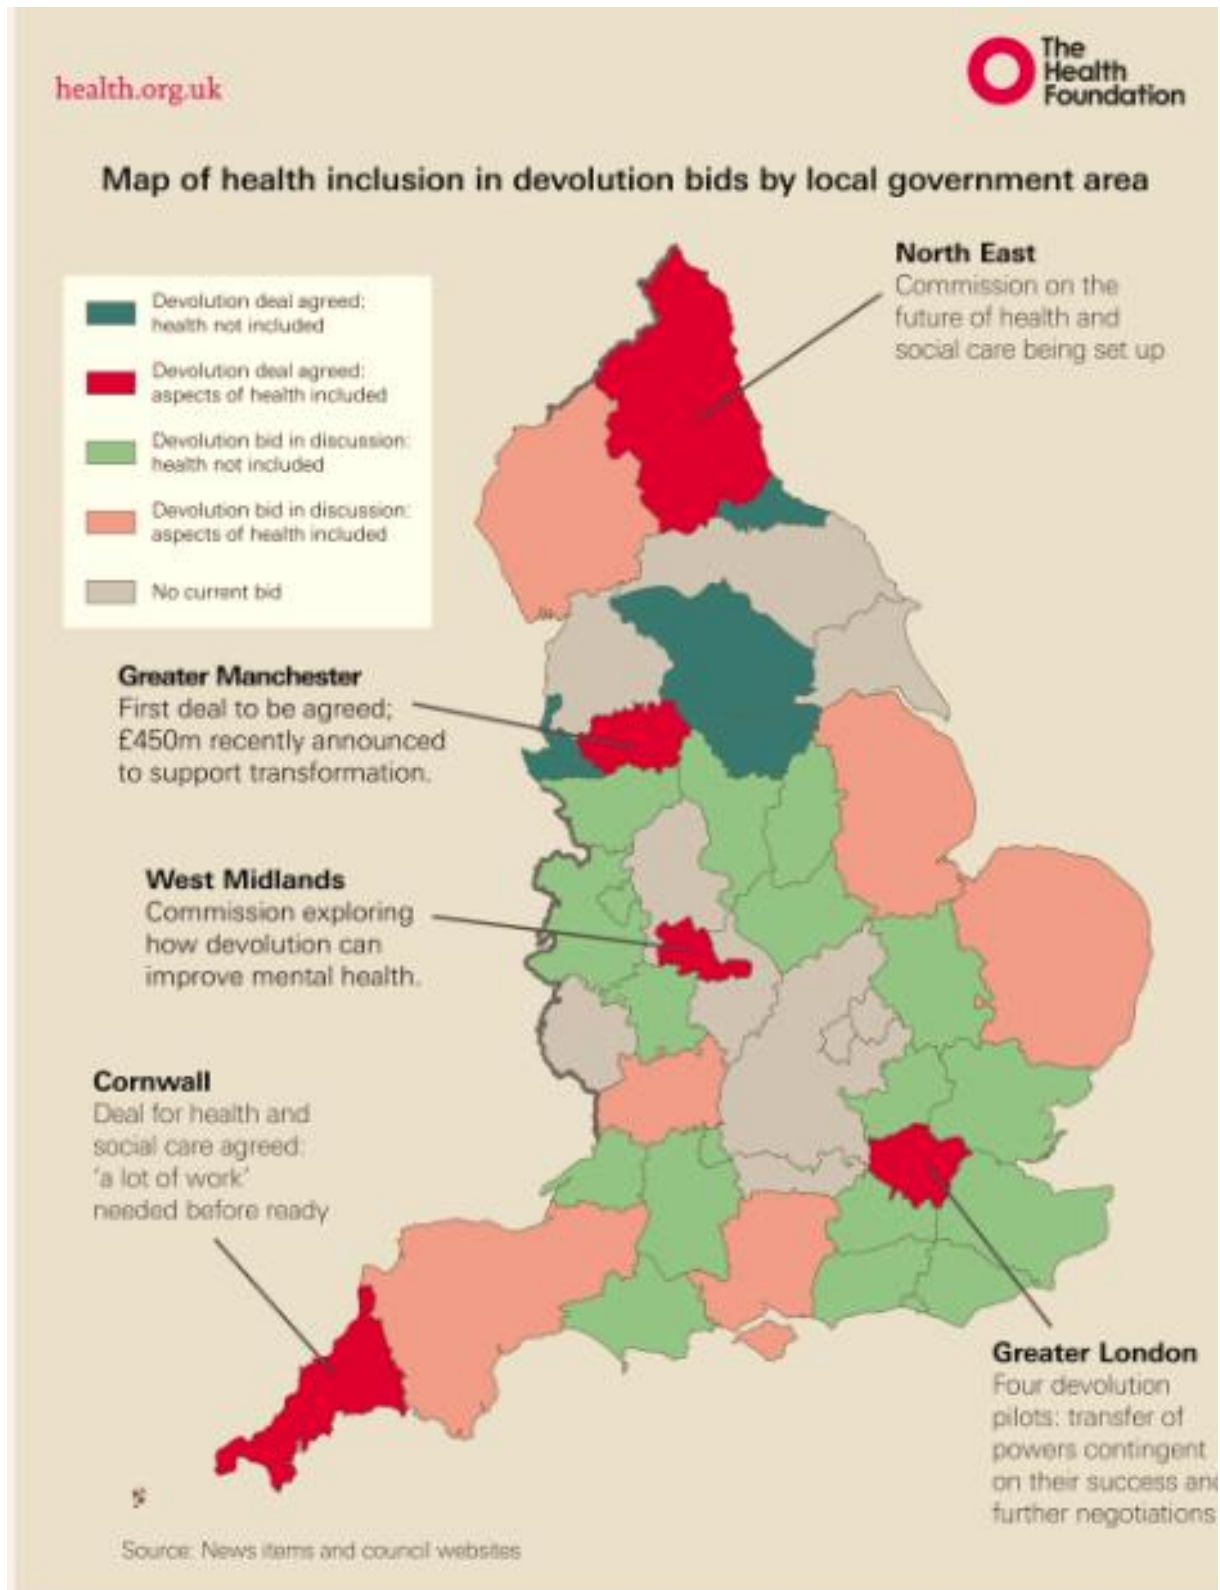 health.org.uk
The
Health
Foundation
Map of health inclusion in devolution bids by local government area
Devolution deal agreed:
health not included
Devolution deal agreed:
aspects of health included
Devolution bid in discussion:
health not included
Devolution bid in discussion:
aspects of health included
No current bid
North East
Commission on the
future of health and
social care being set up
Greater Manchester
First deal to be agreed;
£450m recently announced
to support transformation.
West Midlands
Commission exploring
how devolution can
improve mental health.
Cornwall
Deal for health and
social care agreed:
'a lot of work'
needed before ready
Greater London
Four devolution
pilots: transfer of
powers contingent
on their success and
further negotiations
Source: News items and council websites